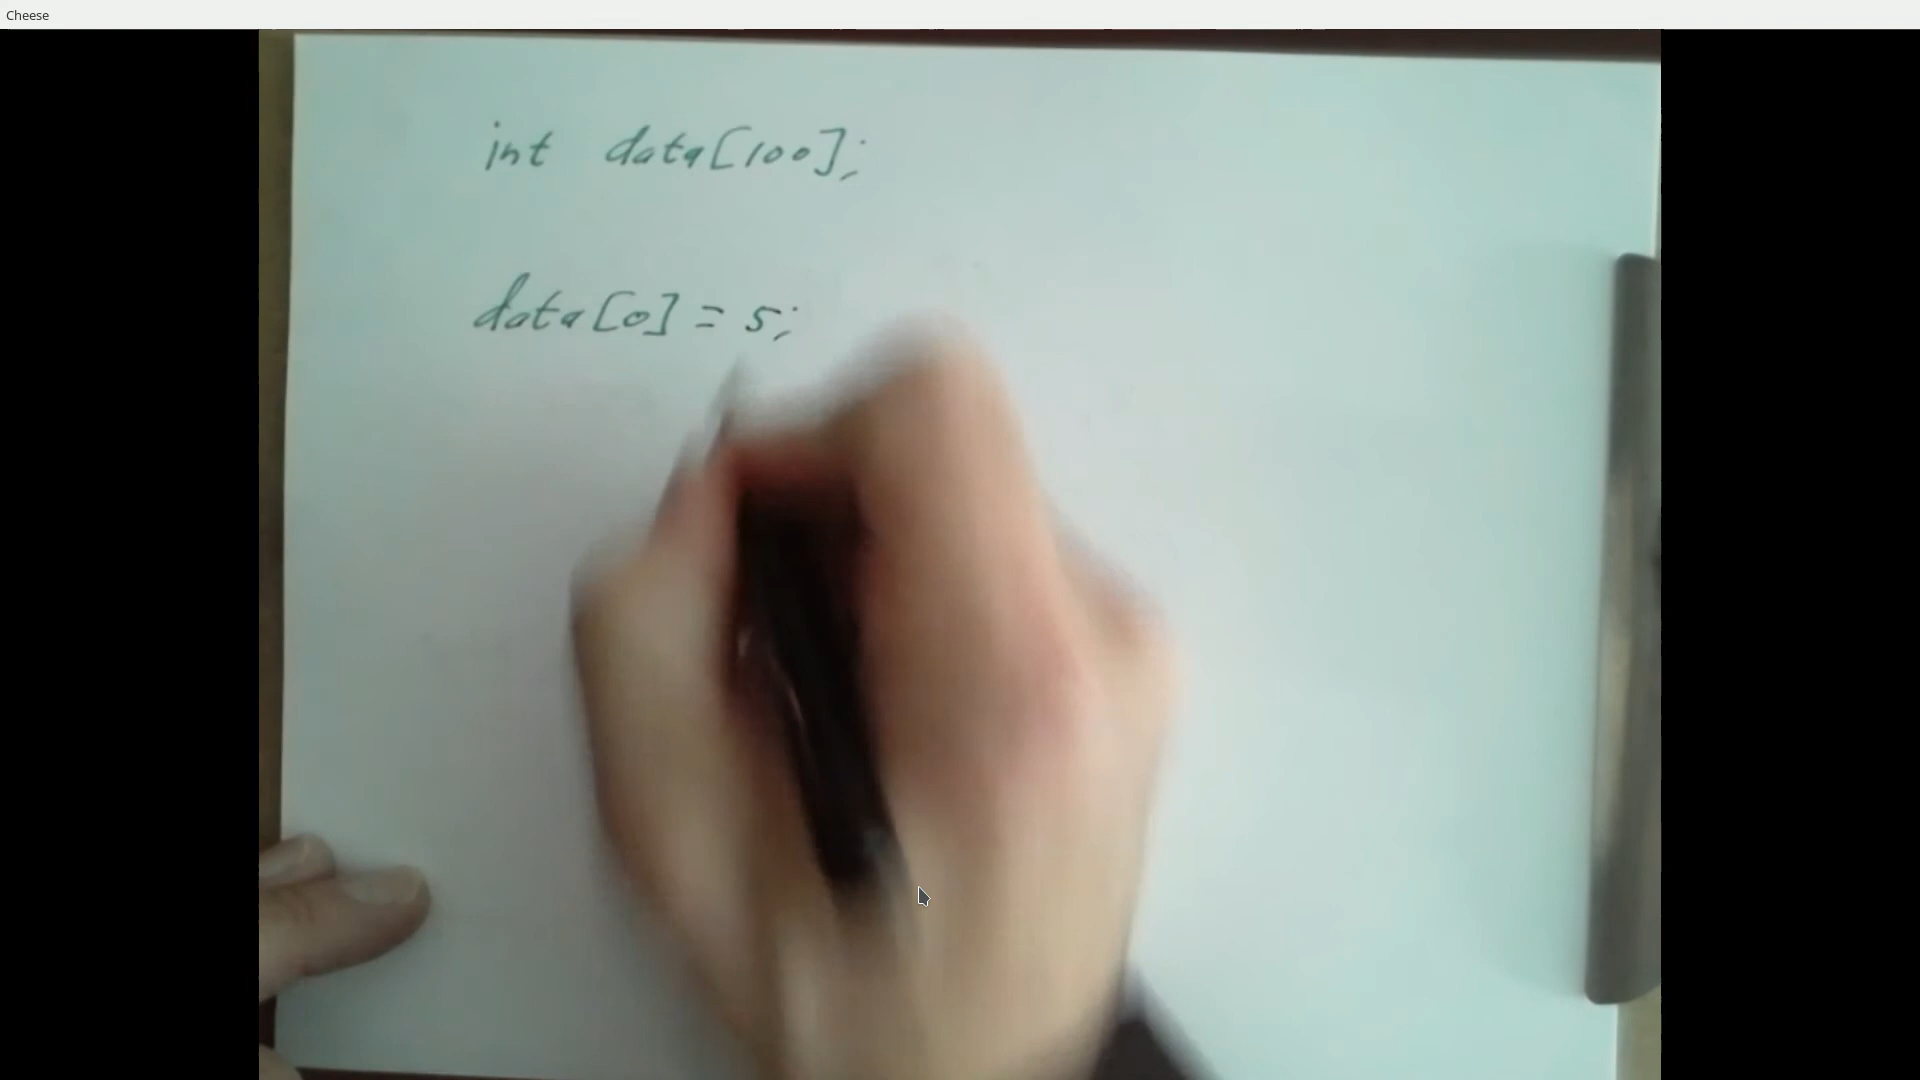 Cheese
int data[100];
data[0] = 5;